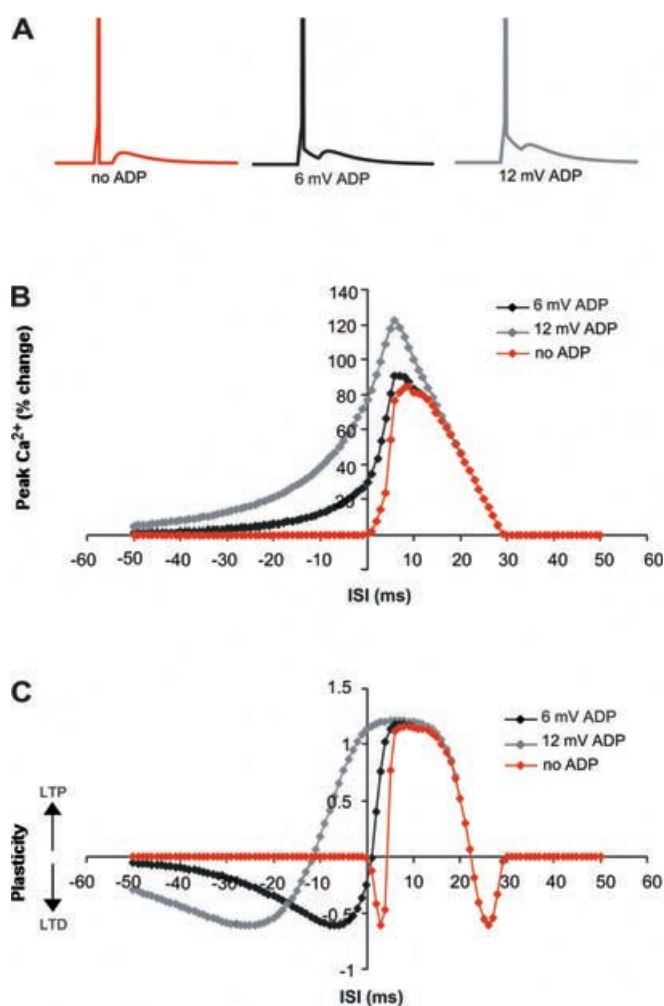 A
no ADP
6 mV ADP
12 mV ADP
B
Peak Ca2+ (% change)
140
120
100
80
60
40
20
6 mV ADP
12 mV ADP
no ADP
-60 -50 -40 -30 -20 -10 0 10 20 30 40 50 60
ISI (ms)
C
Plasticity
LTP
LTD
1.5
1
0.5
-0.5
-1
6 mV ADP
12 mV ADP
no ADP
-60 -50 -40 -30 -20 -10 0 10 20 30 40 50 60
ISI (ms)